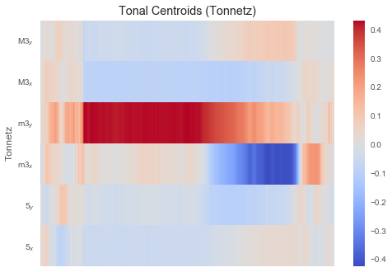 Tonal Centroids (Tonnetz)
Tonnetz
M3y
M3x
m3y
m3x
5y
5y
0.4
0.3
0.2
0.1
0.0
−0.1
−0.2
−0.3
−0.4